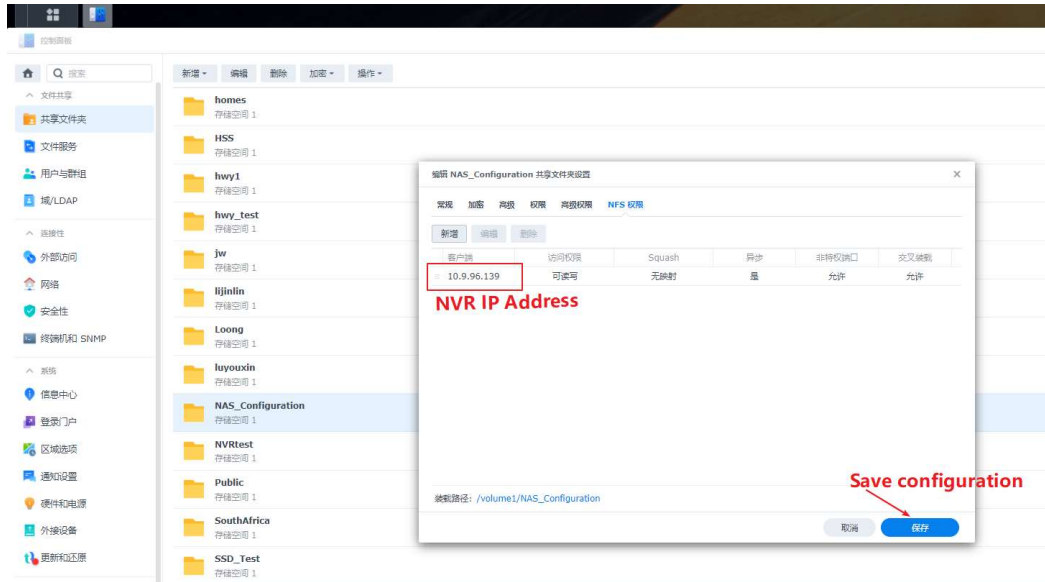 控制面板
搜索
文件共享
共享文件夹
文件服务
用户与群组
域/LDAP
连接性
外部访问
网络
安全性
终端机和 SNMP
系统
信息中心
登录门户
区域选项
通知设置
硬件和电源
外接设备
更新和还原
新增 编辑 删除 加密 操作
homes
存储空间 1
HSS
存储空间 1
hwy1
存储空间 1
hwy_test
存储空间 1
jw
存储空间 1
lijinlin
存储空间 1
Loong
存储空间 1
luyouxin
存储空间 1
NAS_Configuration
存储空间 1
NVRtest
存储空间 1
Public
存储空间 1
SouthAfrica
存储空间 1
SSD_Test
存储空间 1
编辑 NAS_Configuration 共享文件夹设置
常规 加密 高级 权限 高级权限 NFS 权限
新增 编辑 删除
客户端 访问权限 Squash 异步 非特权端口 交叉装载
10.9.96.139 可读写 无映射 是 允许 允许
NVR IP Address
Save configuration
装载路径: /volume1/NAS_Configuration
取消 保存